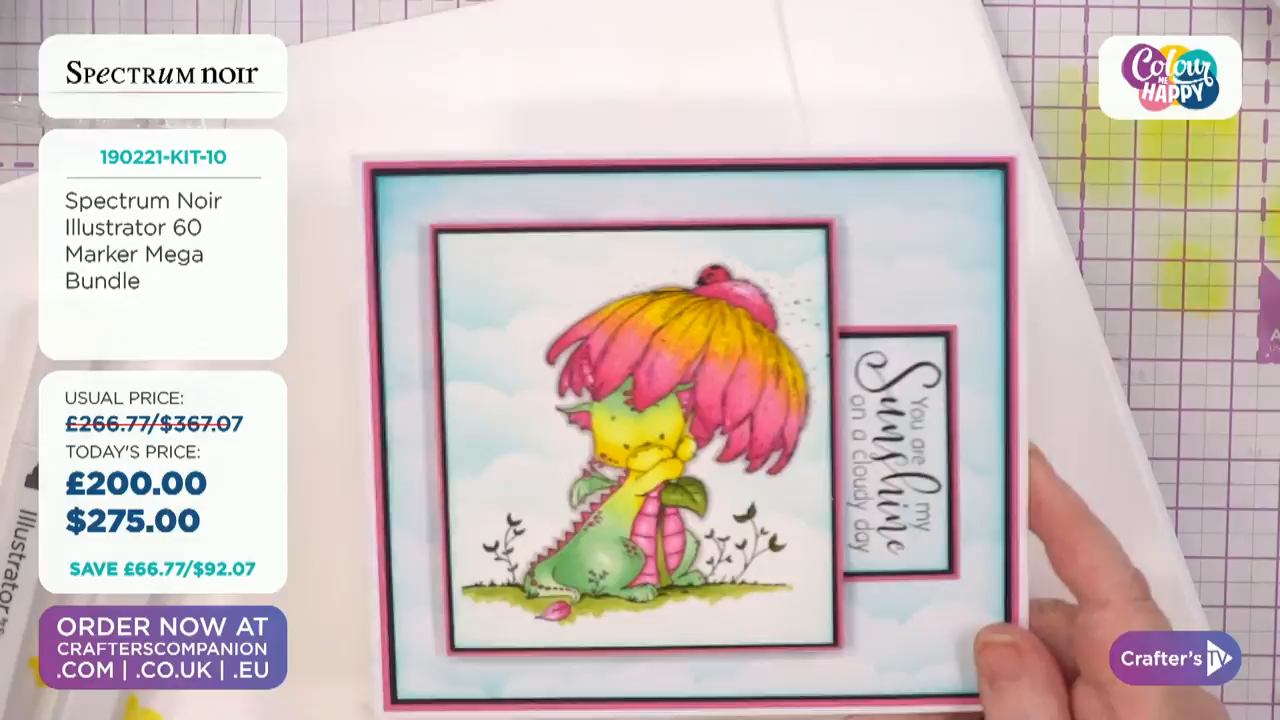 SPECTRUM NOIR
190221-KIT-10
Spectrum Noir
Illustrator 60
Marker Mega
Bundle
USUAL PRICE:
£266.77/$367.07
TODAY'S PRICE:
£200.00
$275.00
SAVE £66.77/$92.07
ORDER NOW AT
CRAFTERSCOMPANION
.COM | .CO.UK | .EU
Colour
ME
HAPPY
You are my
Sunshine
on a cloudy day
Illustrator's
Crafter's TV